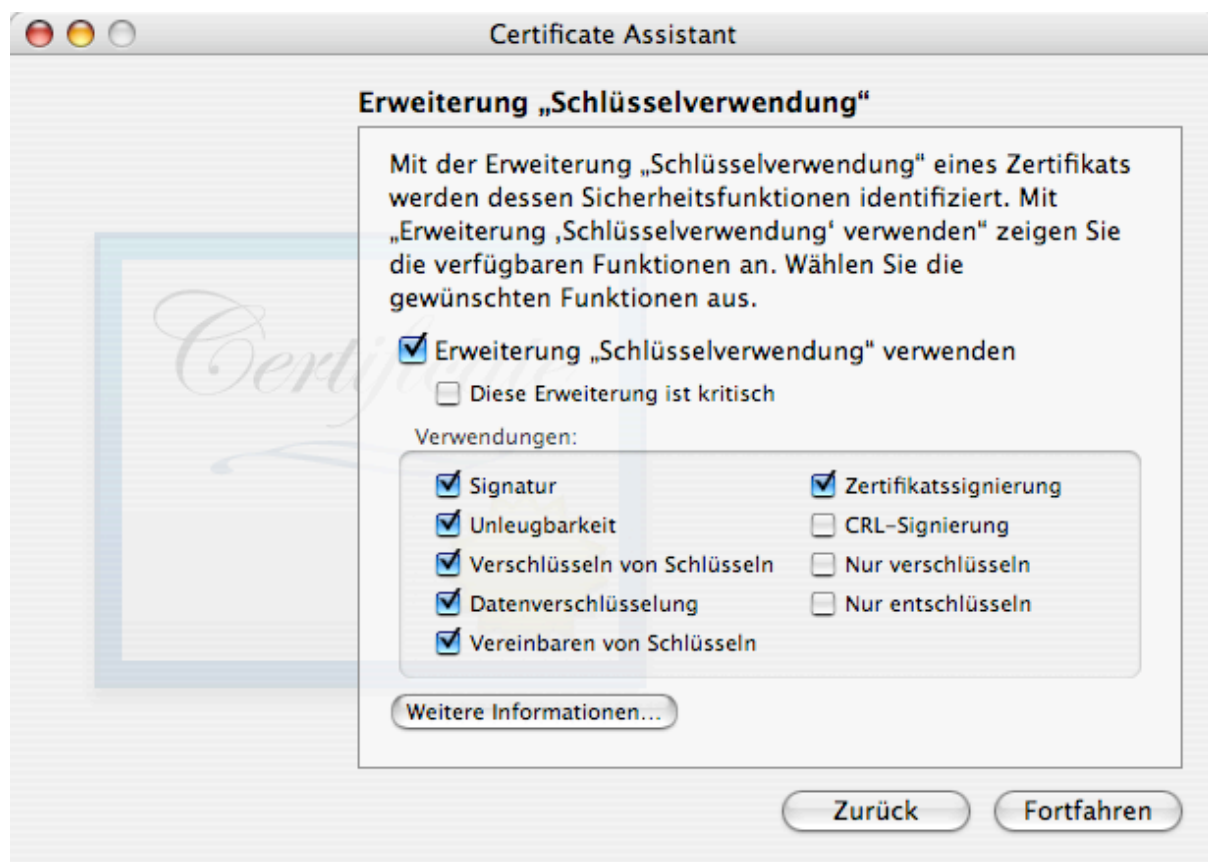 Certificate Assistant
Erweiterung „Schlüsselverwendung“
Mit der Erweiterung „Schlüsselverwendung“ eines Zertifikats
werden dessen Sicherheitsfunktionen identifiziert. Mit
„Erweiterung ‚Schlüsselverwendung‘ verwenden“ zeigen Sie
die verfügbaren Funktionen an. Wählen Sie die
gewünschten Funktionen aus.
Certificate
Erweiterung „Schlüsselverwendung“ verwenden
Diese Erweiterung ist kritisch
Verwendungen:
Signatur
Unleugbarkeit
Verschlüsseln von Schlüsseln
Datenverschlüsselung
Vereinbaren von Schlüsseln
Zertifikatssignierung
CRL-Signierung
Nur verschlüsseln
Nur entschlüsseln
Weitere Informationen...
Zurück
Fortfahren